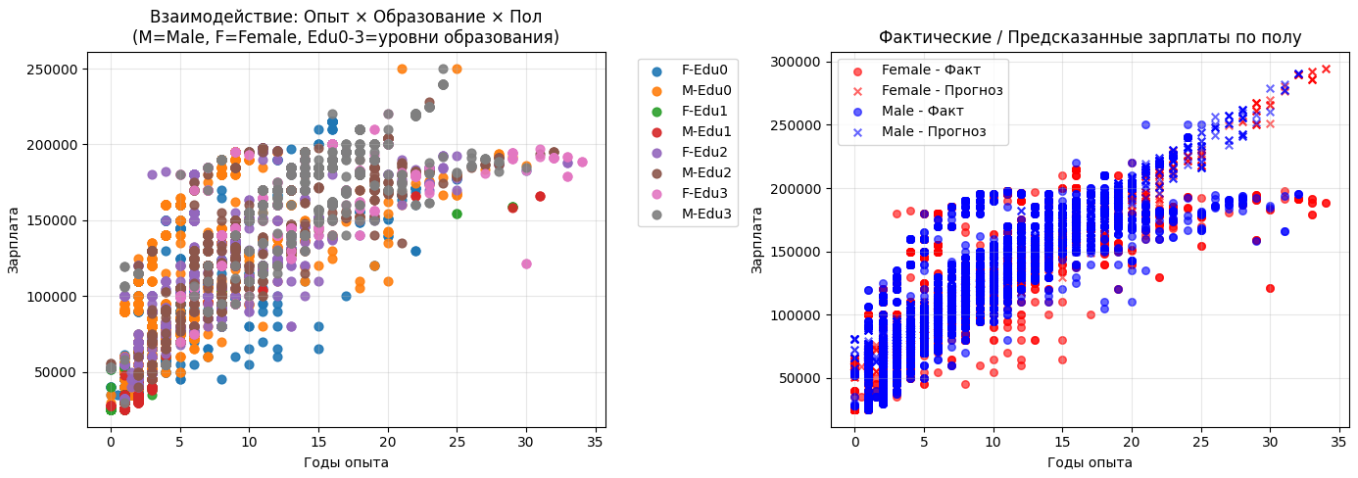 Взаимодействие: Опыт × Образование × Пол
(M=Male, F=Female, Edu0-3=уровни образования)
250000
200000
150000
100000
50000
Зарплата
0
5
10
15
20
25
30
35
Годы опыта
F-Edu0
M-Edu0
F-Edu1
M-Edu1
F-Edu2
M-Edu2
F-Edu3
M-Edu3
Фактические / Предсказанные зарплаты по полу
Female - Факт
Female - Прогноз
Male - Факт
Male - Прогноз
300000
250000
200000
150000
100000
50000
Зарплата
0
5
10
15
20
25
30
35
Годы опыта